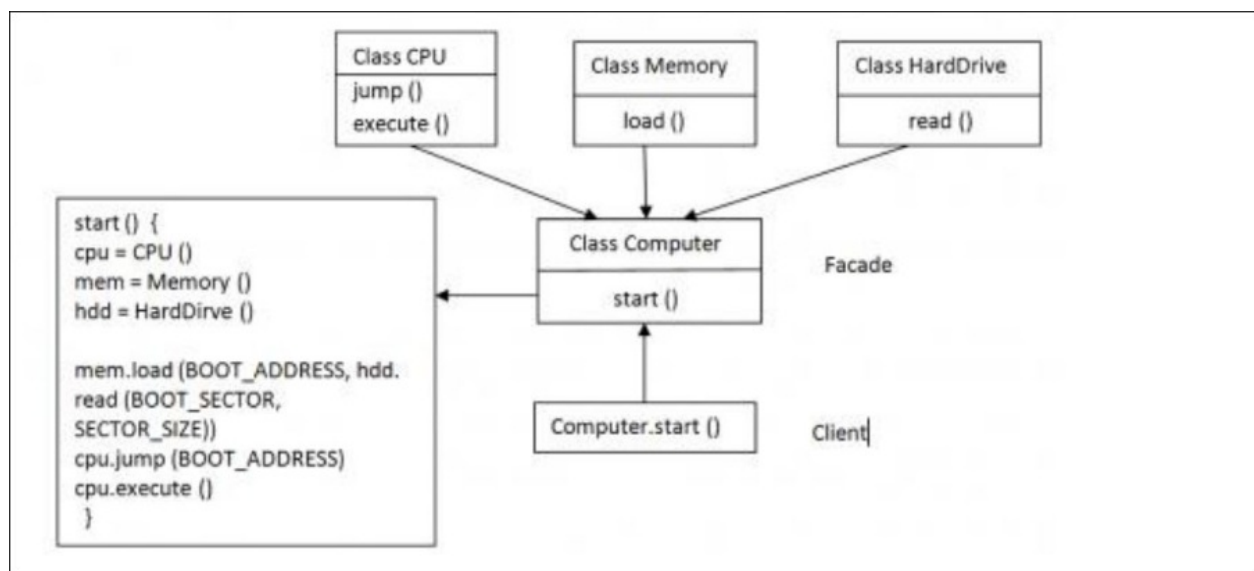 Class CPU
jump ()
execute ()
Class Memory
load ()
Class HardDrive
read ()
start () {
cpu = CPU ()
mem = Memory ()
hdd = HardDirve ()
mem.load (BOOT_ADDRESS, hdd.
read (BOOT_SECTOR,
SECTOR_SIZE))
cpu.jump (BOOT_ADDRESS)
cpu.execute ()
}
Class Computer
start ()
Facade
Computer.start ()
Client